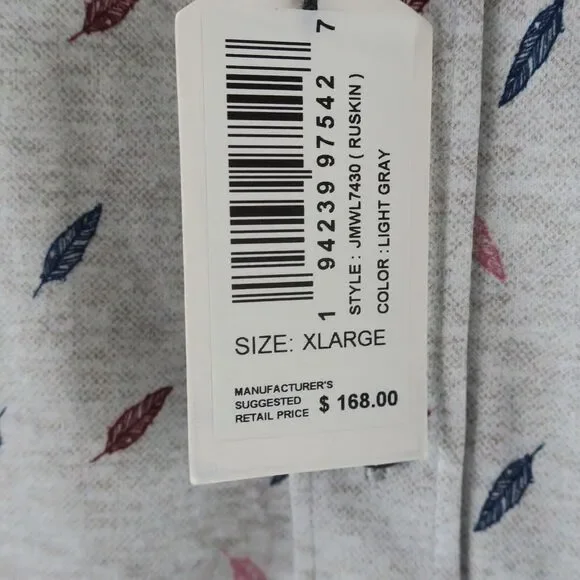 1 94239 97542 7
STYLE : JMWL7430 ( RUSKIN )
COLOR :LIGHT GRAY
SIZE: XLARGE
MANUFACTURER'S
SUGGESTED
RETAIL PRICE $ 168.00